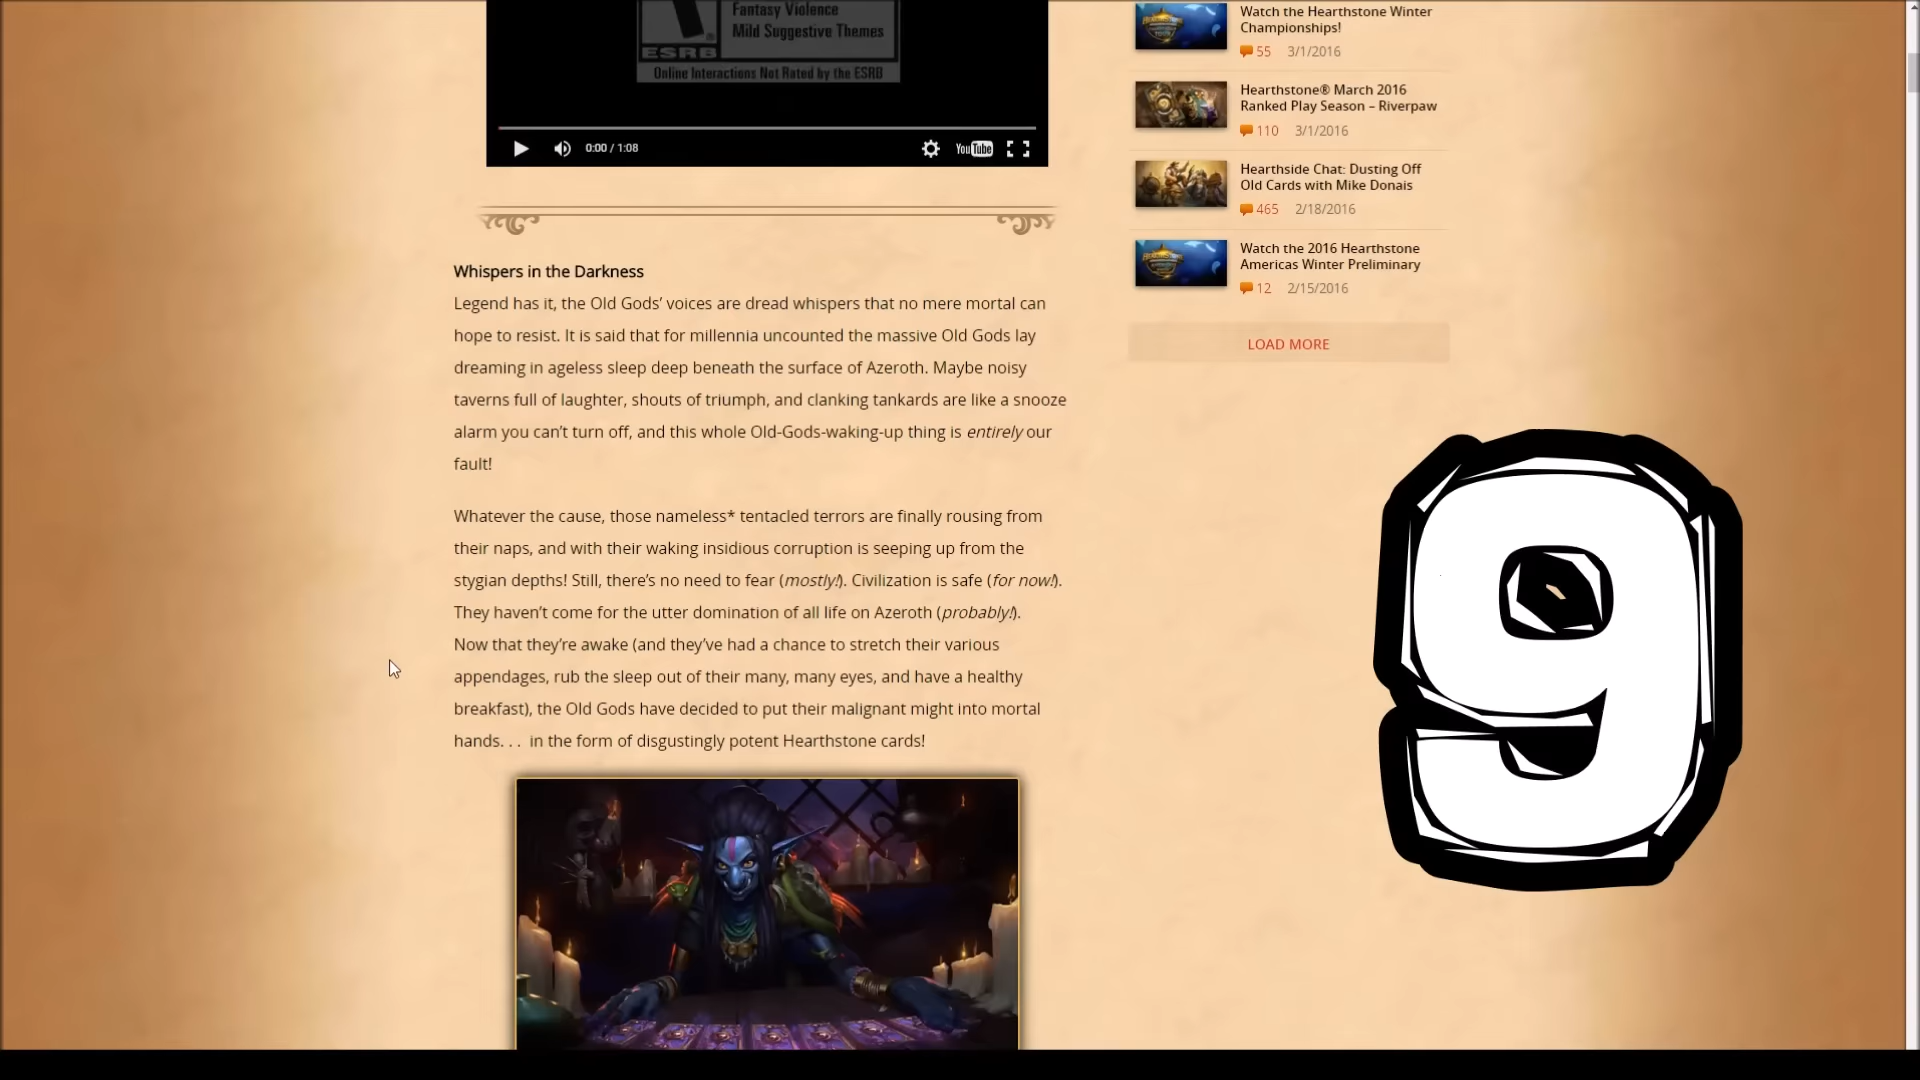 Fantasy Violence
Mild Suggestive Themes
ESRB
Online Interactions Not Rated by the ESRB
0:00 / 1:08
YouTube
Whispers in the Darkness
Legend has it, the Old Gods’ voices are dread whispers that no mere mortal can
hope to resist. It is said that for millennia uncounted the massive Old Gods lay
dreaming in ageless sleep deep beneath the surface of Azeroth. Maybe noisy
taverns full of laughter, shouts of triumph, and clanking tankards are like a snooze
alarm you can’t turn off, and this whole Old-Gods-waking-up thing is entirely our
fault!
Whatever the cause, those nameless* tentacled terrors are finally rousing from
their naps, and with their waking insidious corruption is seeping up from the
stygian depths! Still, there’s no need to fear (mostly!). Civilization is safe (for now!).
They haven’t come for the utter domination of all life on Azeroth (probably!).
Now that they’re awake (and they’ve had a chance to stretch their various
appendages, rub the sleep out of their many, many eyes, and have a healthy
breakfast), the Old Gods have decided to put their malignant might into mortal
hands. . .  in the form of disgustingly potent Hearthstone cards!
Watch the Hearthstone Winter
Championships!
55 3/1/2016
Hearthstone® March 2016
Ranked Play Season – Riverpaw
110 3/1/2016
Hearthside Chat: Dusting Off
Old Cards with Mike Donais
465 2/18/2016
Watch the 2016 Hearthstone
Americas Winter Preliminary
12 2/15/2016
LOAD MORE
9